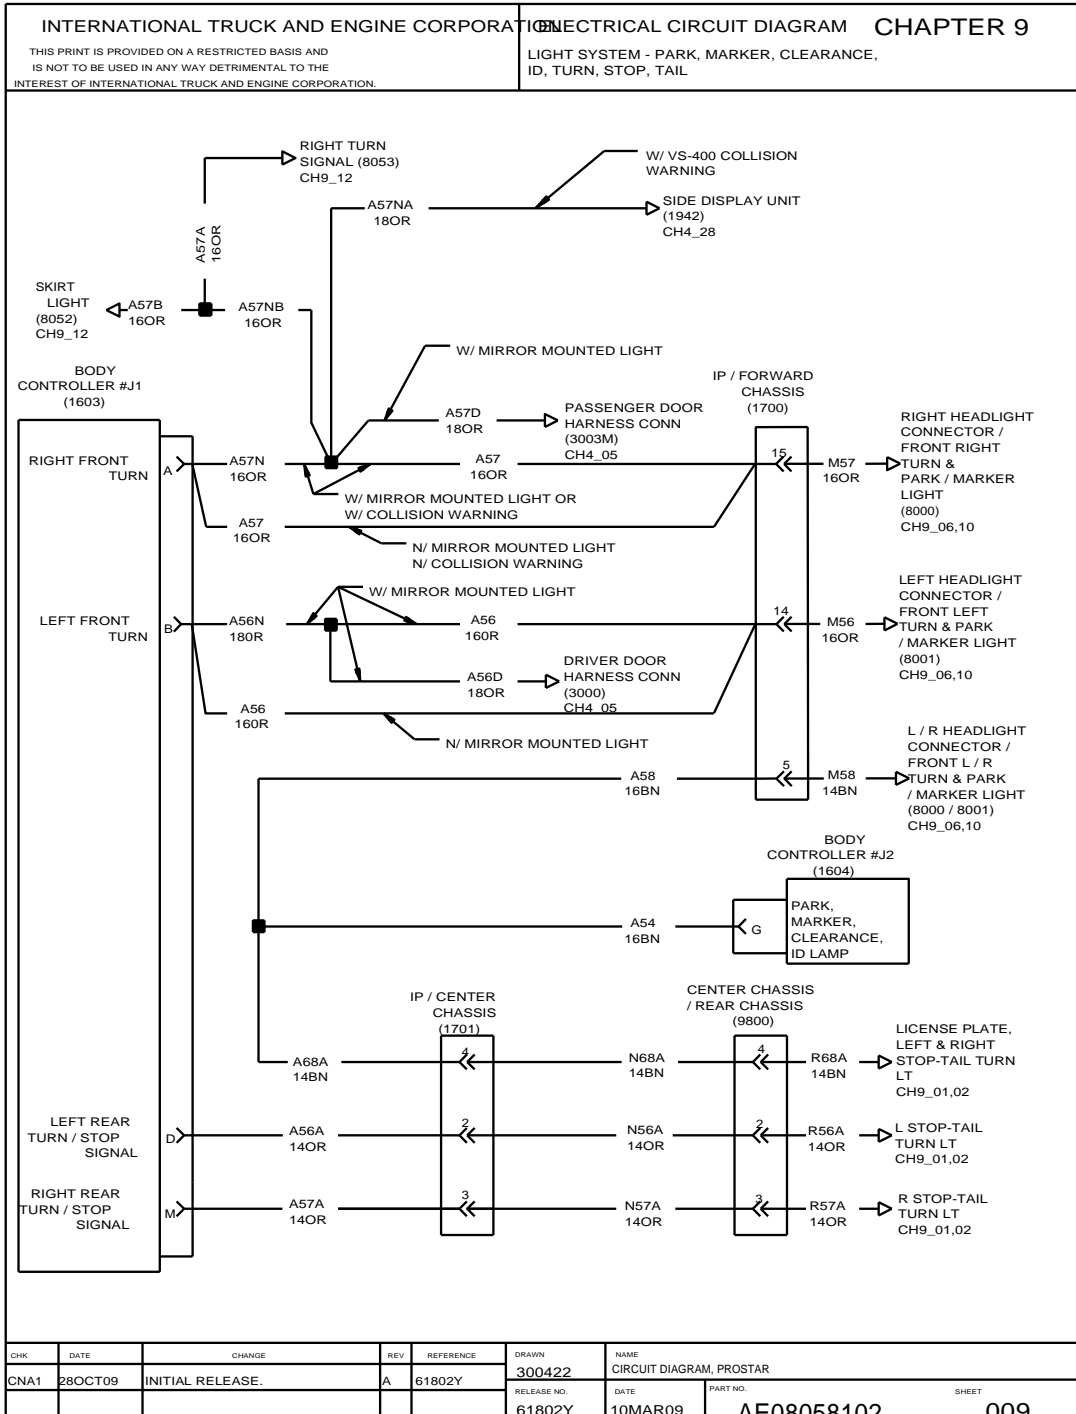 INTERNATIONAL TRUCK AND ENGINE CORPORATION
THIS PRINT IS PROVIDED ON A RESTRICTED BASIS AND
IS NOT TO BE USED IN ANY WAY DETRIMENTAL TO THE
INTEREST OF INTERNATIONAL TRUCK AND ENGINE CORPORATION.
ELECTRICAL CIRCUIT DIAGRAM
CHAPTER 9
LIGHT SYSTEM - PARK, MARKER, CLEARANCE,
ID, TURN, STOP, TAIL
RIGHT TURN
SIGNAL (8053)
CH9_12
W/ VS-400 COLLISION
WARNING
A57NA
18OR
SIDE DISPLAY UNIT
(1942)
CH4_28
A57A
16OR
SKIRT
LIGHT
(8052)
CH9_12
A57B
16OR
A57NB
16OR
W/ MIRROR MOUNTED LIGHT
BODY
CONTROLLER #J1
(1603)
IP / FORWARD
CHASSIS
(1700)
A57D
18OR
PASSENGER DOOR
HARNESS CONN
(3003M)
CH4_05
RIGHT FRONT
TURN
A
A57N
16OR
A57
16OR
15
M57
16OR
RIGHT HEADLIGHT
CONNECTOR /
FRONT RIGHT
TURN &
PARK / MARKER
LIGHT
(8000)
CH9_06,10
W/ MIRROR MOUNTED LIGHT OR
W/ COLLISION WARNING
A57
16OR
N/ MIRROR MOUNTED LIGHT
N/ COLLISION WARNING
W/ MIRROR MOUNTED LIGHT
LEFT FRONT
TURN
B
A56N
180R
A56
160R
14
M56
16OR
LEFT HEADLIGHT
CONNECTOR /
FRONT LEFT
TURN & PARK
/ MARKER LIGHT
(8001)
CH9_06,10
A56D
18OR
DRIVER DOOR
HARNESS CONN
(3000)
CH4_05
A56
160R
N/ MIRROR MOUNTED LIGHT
A58
16BN
5
M58
14BN
L / R HEADLIGHT
CONNECTOR /
FRONT L / R
TURN & PARK
/ MARKER LIGHT
(8000 / 8001)
CH9_06,10
BODY
CONTROLLER #J2
(1604)
A54
16BN
G
PARK,
MARKER,
CLEARANCE,
ID LAMP
IP / CENTER
CHASSIS
(1701)
CENTER CHASSIS
/ REAR CHASSIS
(9800)
A68A
14BN
4
N68A
14BN
4
R68A
14BN
LICENSE PLATE,
LEFT & RIGHT
STOP-TAIL TURN
LT
CH9_01,02
LEFT REAR
TURN / STOP
SIGNAL
D
A56A
14OR
2
N56A
14OR
2
R56A
14OR
L STOP-TAIL
TURN LT
CH9_01,02
RIGHT REAR
TURN / STOP
SIGNAL
M
A57A
14OR
3
N57A
14OR
3
R57A
14OR
R STOP-TAIL
TURN LT
CH9_01,02
CHK DATE CHANGE REV REFERENCE
CNA1 28OCT09 INITIAL RELEASE. A 61802Y
DRAWN
300422
NAME
CIRCUIT DIAGRAM, PROSTAR
RELEASE NO.
61802Y
DATE
10MAR09
PART NO.
AE08058102
SHEET
009